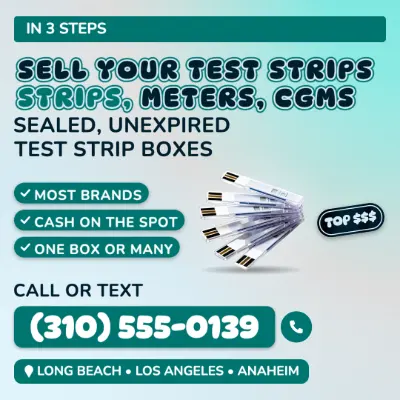 IN 3 STEPS
SELL YOUR TEST STRIPS
STRIPS, METERS, CGMS
SEALED, UNEXPIRED
TEST STRIP BOXES
MOST BRANDS
CASH ON THE SPOT
ONE BOX OR MANY
TOP $$$
CALL OR TEXT
(310) 555-0139
LONG BEACH • LOS ANGELES • ANAHEIM